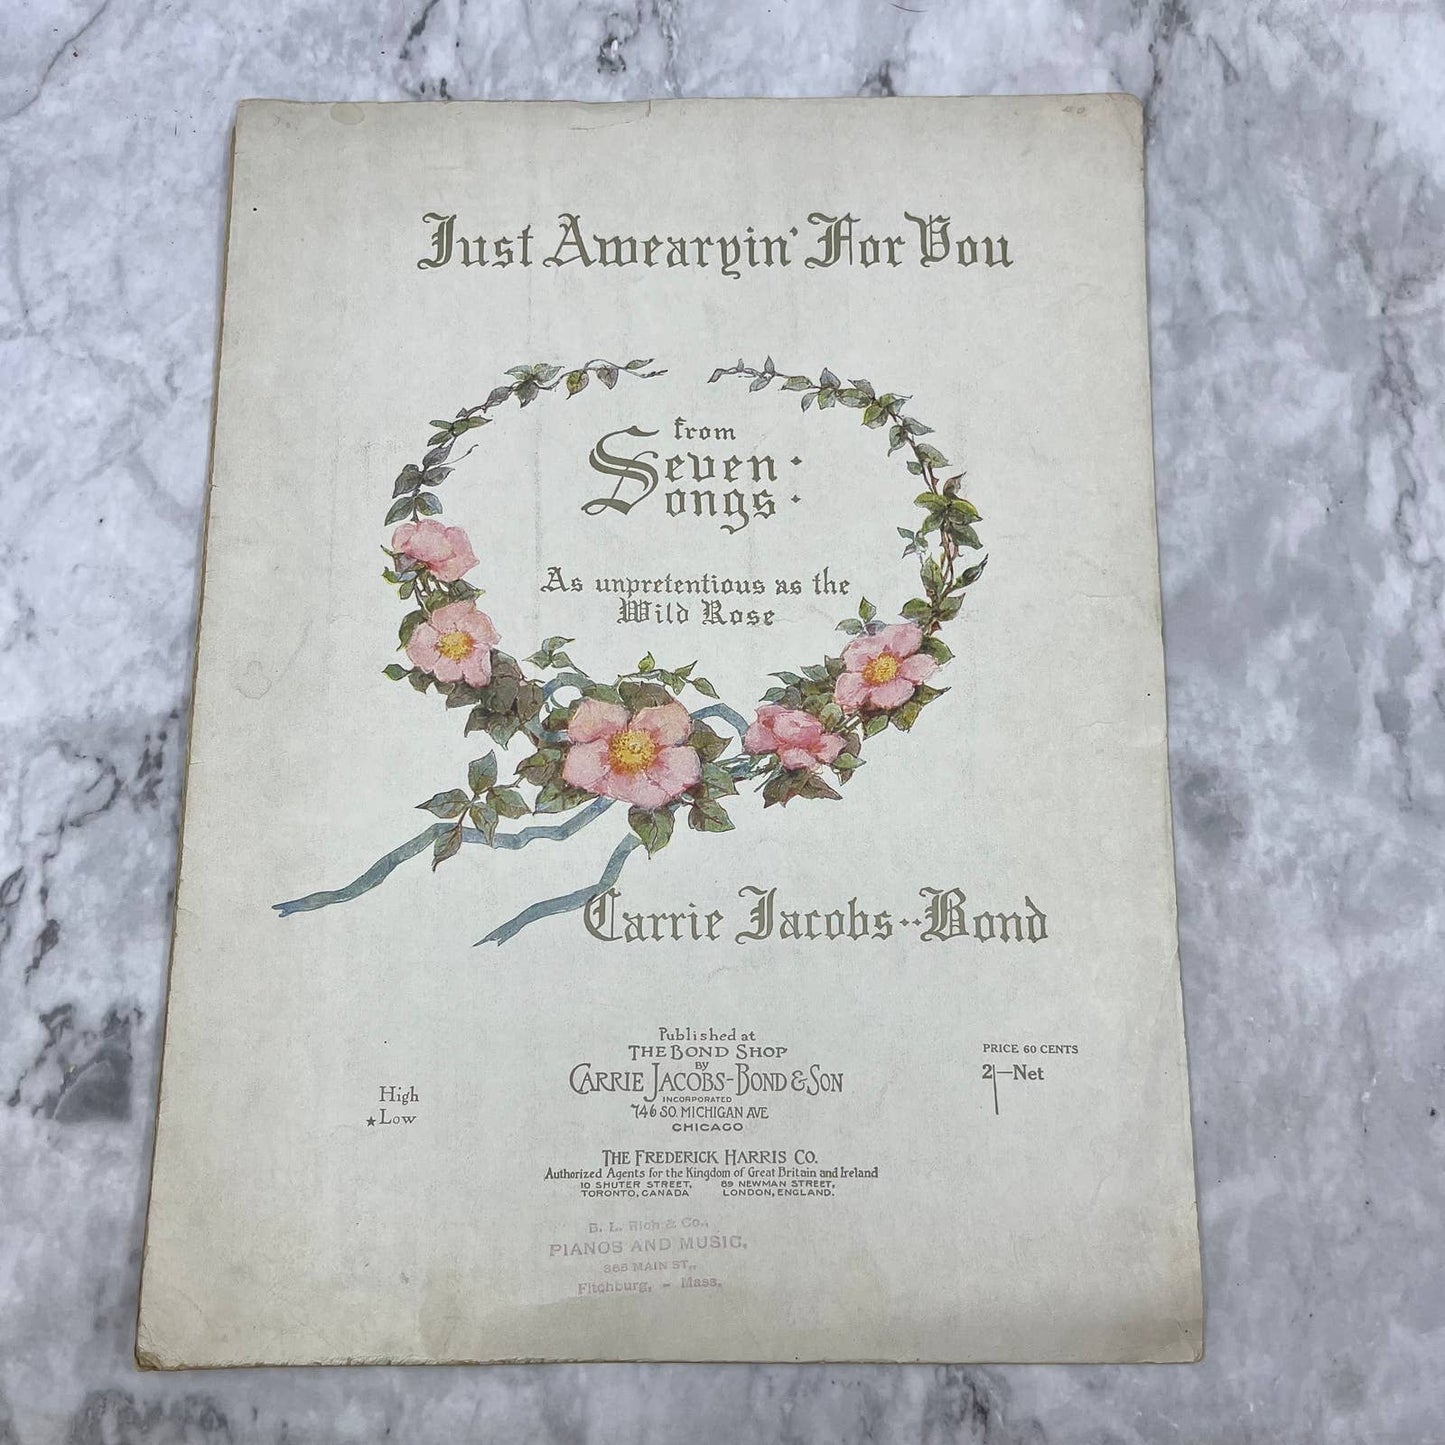 Just Awearyin' For You
from
Seven
Songs
As unpretentious as the
Wild Rose
Carrie Jacobs-Bond
Published at
THE BOND SHOP
BY
CARRIE JACOBS-BOND & SON
INCORPORATED
746 SO. MICHIGAN AVE
CHICAGO
PRICE 60 CENTS
2/—Net
High
★Low
THE FREDERICK HARRIS CO.
Authorized Agents for the Kingdom of Great Britain and Ireland
10 SHUTER STREET, 89 NEWMAN STREET,
TORONTO, CANADA LONDON, ENGLAND.
B. L. Rich & Co.,
PIANOS AND MUSIC,
MAIN ST.,
Fitchburg, - Mass.